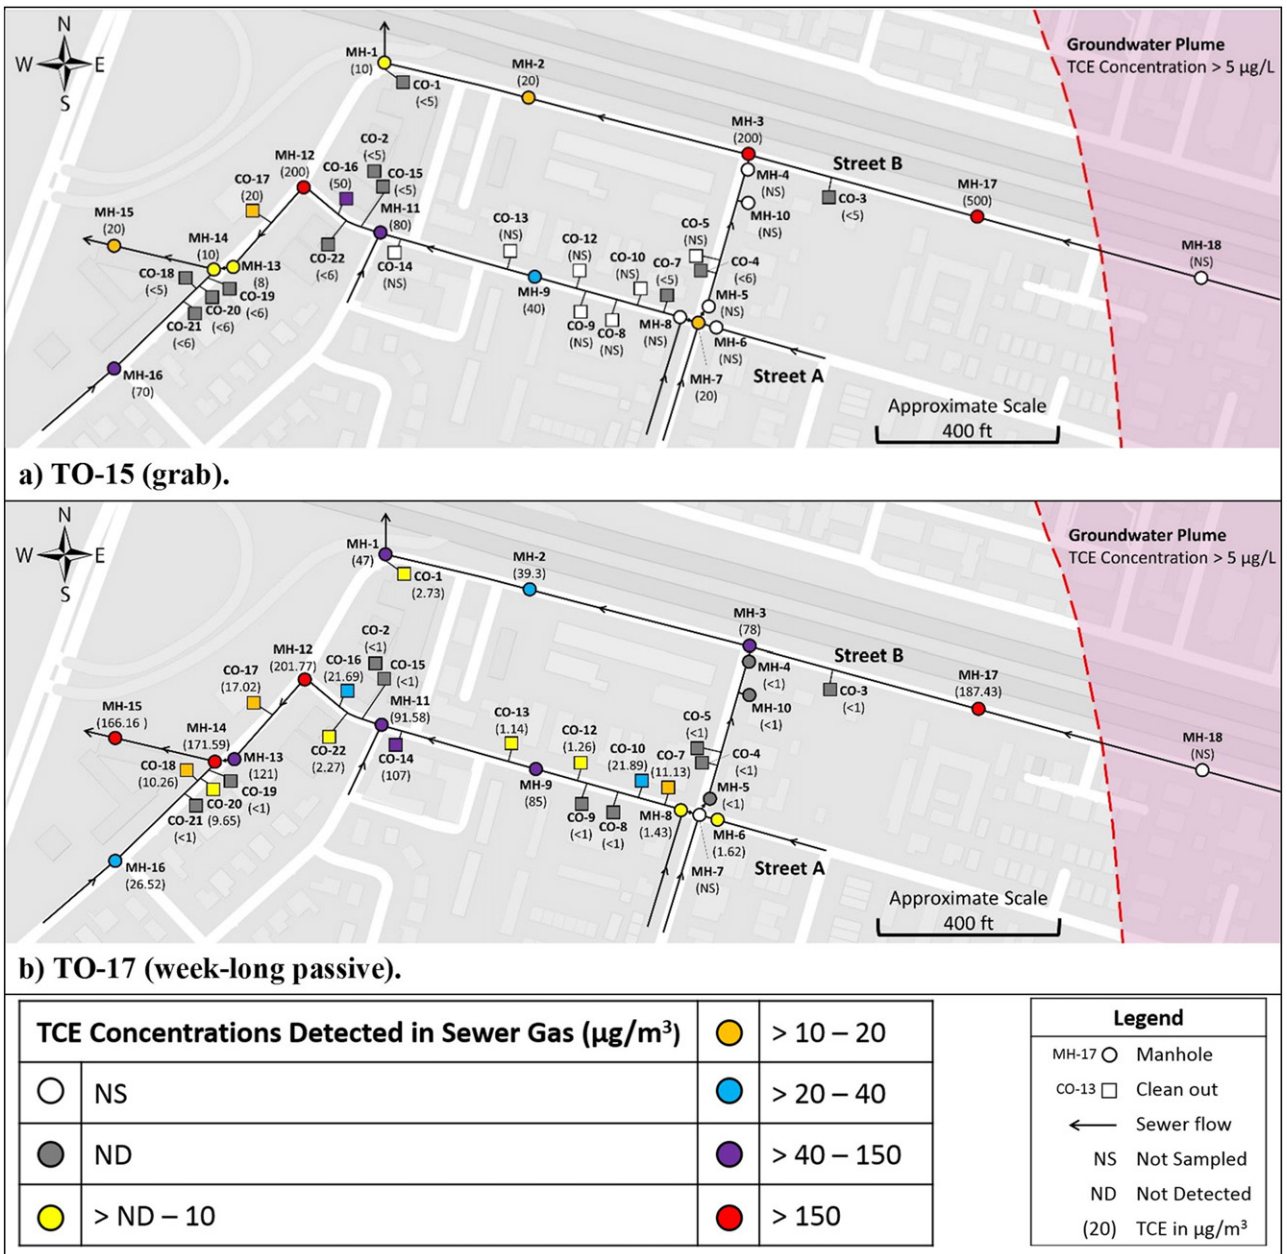 N
W
E
S
MH-1
(10)
CO-1
(<5)
MH-2
(20)
Groundwater Plume
TCE Concentration > 5 µg/L
MH-3
(200)
Street B
MH-4
(NS)
MH-10
(NS)
CO-3
(<5)
MH-17
(500)
MH-18
(NS)
CO-2
(<5)
MH-12
(200)
CO-16
(50)
CO-15
(<5)
CO-17
(20)
MH-11
(80)
MH-15
(20)
MH-14
(10)
CO-22
(<6)
CO-14
(NS)
CO-13
(NS)
CO-12
(NS)
CO-10
(NS)
CO-7
(<5)
CO-5
(NS)
CO-4
(<6)
MH-13
(8)
CO-18
(<5)
CO-19
(<6)
CO-20
(<6)
CO-21
(<6)
MH-9
(40)
CO-9
(NS)
CO-8
(NS)
MH-5
(NS)
MH-8
(NS)
MH-6
(NS)
MH-16
(70)
MH-7
(20)
Street A
Approximate Scale
400 ft
a) TO-15 (grab).
N
W
E
S
MH-1
(47)
CO-1
(2.73)
MH-2
(39.3)
Groundwater Plume
TCE Concentration > 5 µg/L
MH-3
(78)
Street B
MH-4
(<1)
MH-10
(<1)
CO-3
(<1)
MH-17
(187.43)
MH-18
(NS)
CO-2
(<1)
MH-12
(201.77)
CO-16
(21.69)
CO-15
(<1)
CO-17
(17.02)
MH-11
(91.58)
MH-15
(166.16 )
MH-14
(171.59)
CO-22
(2.27)
CO-14
(107)
CO-13
(1.14)
CO-12
(1.26)
CO-10
(21.89)
CO-7
(11.13)
CO-5
(<1)
CO-4
(<1)
MH-13
(121)
CO-18
(10.26)
CO-19
(<1)
CO-20
(9.65)
CO-21
(<1)
MH-9
(85)
CO-9
(<1)
CO-8
(<1)
MH-5
(<1)
MH-8
(1.43)
MH-6
(1.62)
MH-16
(26.52)
MH-7
(NS)
Street A
Approximate Scale
400 ft
b) TO-17 (week-long passive).
TCE Concentrations Detected in Sewer Gas (µg/m³)
> 10 – 20
NS
> 20 – 40
ND
> 40 – 150
> ND – 10
> 150
Legend
MH-17 Manhole
CO-13 Clean out
Sewer flow
NS Not Sampled
ND Not Detected
(20) TCE in µg/m³